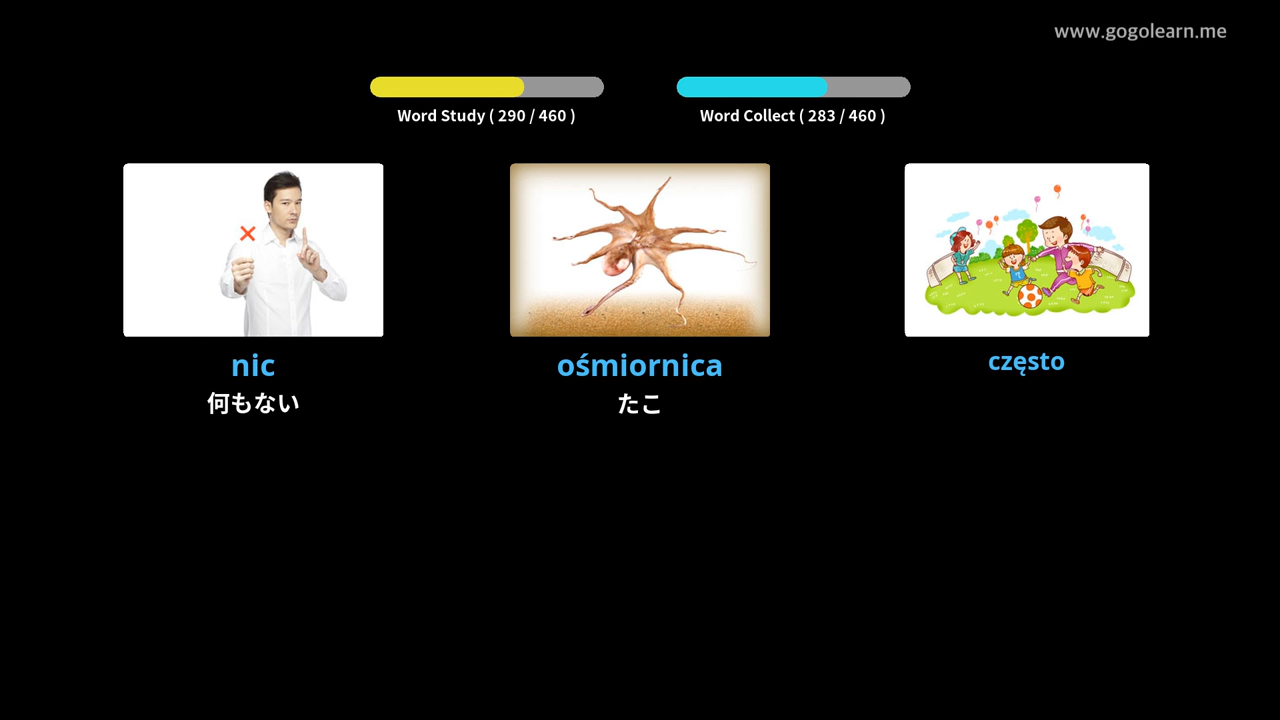 www.gogolearn.me
Word Study ( 290 / 460 )
Word Collect ( 283 / 460 )
nic
何もない
ośmiornica
たこ
często